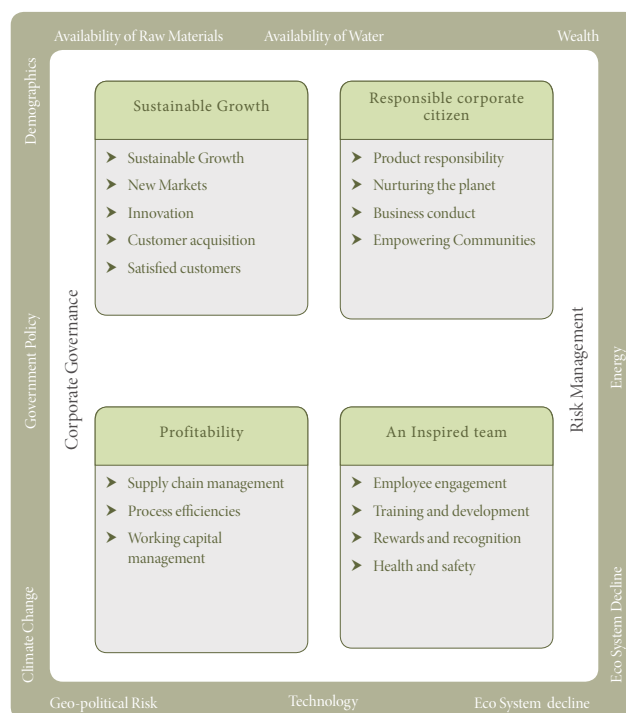 Availability of Raw Materials
Availability of Water
Wealth
Demographics
Government Policy
Climate Change
Corporate Governance
Sustainable Growth
➤ Sustainable Growth
➤ New Markets
➤ Innovation
➤ Customer acquisition
➤ Satisfied customers
Responsible corporate
citizen
➤ Product responsibility
➤ Nurturing the planet
➤ Business conduct
➤ Empowering Communities
Profitability
➤ Supply chain management
➤ Process efficiencies
➤ Working capital
management
An Inspired team
➤ Employee engagement
➤ Training and development
➤ Rewards and recognition
➤ Health and safety
Risk Management
Energy
Eco System Decline
Geo-political Risk
Technology
Eco System decline